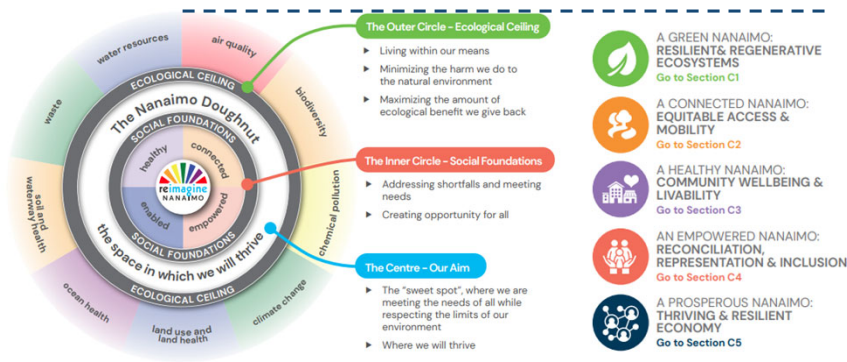 water resources
air quality
waste
biodiversity
soil and
waterway health
chemical pollution
ocean health
land use and
land health
climate change
ECOLOGICAL CEILING
The Nanaimo Doughnut
SOCIAL FOUNDATIONS
healthy
connected
reimagine
NANAIMO
enabled
empowered
SOCIAL FOUNDATIONS
the space in which we will thrive
ECOLOGICAL CEILING
The Outer Circle - Ecological Ceiling
▶ Living within our means
▶ Minimizing the harm we do to
the natural environment
▶ Maximizing the amount of
ecological benefit we give back
The Inner Circle - Social Foundations
▶ Addressing shortfalls and meeting
needs
▶ Creating opportunity for all
The Centre - Our Aim
▶ The “sweet spot”, where we are
meeting the needs of all while
respecting the limits of our
environment
▶ Where we will thrive
A GREEN NANAIMO:
RESILIENT& REGENERATIVE
ECOSYSTEMS
Go to Section C1
A CONNECTED NANAIMO:
EQUITABLE ACCESS &
MOBILITY
Go to Section C2
A HEALTHY NANAIMO:
COMMUNITY WELLBEING &
LIVABILITY
Go to Section C3
AN EMPOWERED NANAIMO:
RECONCILIATION,
REPRESENTATION & INCLUSION
Go to Section C4
A PROSPEROUS NANAIMO:
THRIVING & RESILIENT
ECONOMY
Go to Section C5